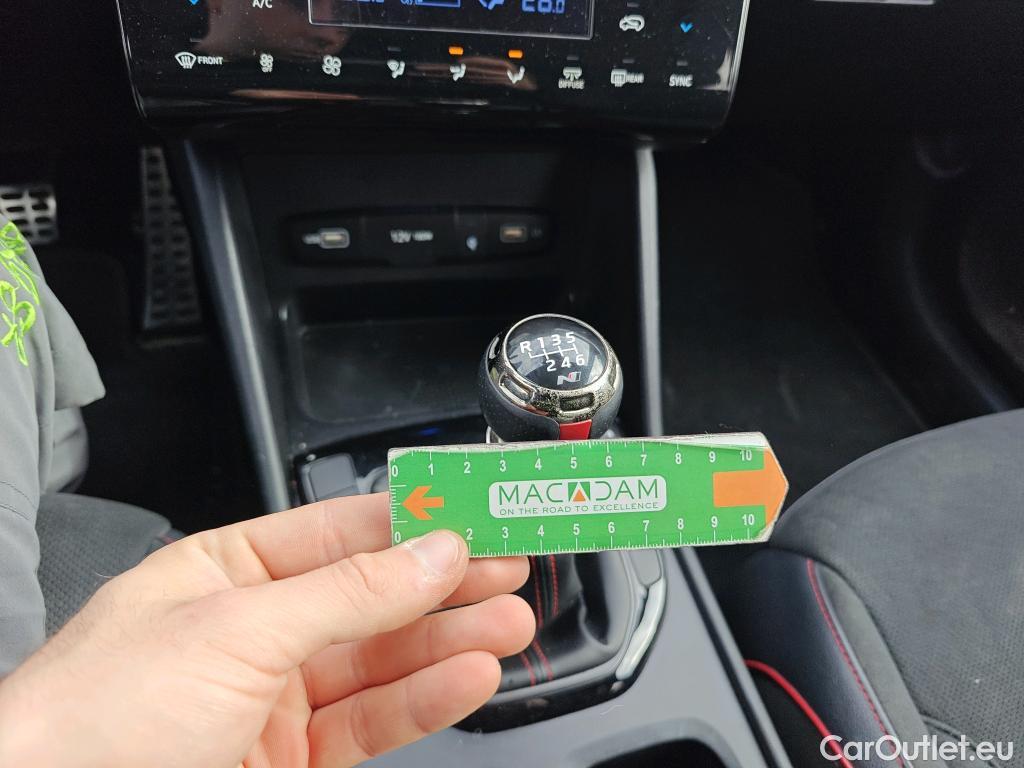 A/C
FRONT
OFF
DIFFUSE
REAR
SYNC
12V 180W
R 1 3 5
2 4 6
N
0 1 2 3 4 5 6 7 8 9 10
MACADAM
ON THE ROAD TO EXCELLENCE
0 2 3 4 5 6 7 8 9 10
CarOutlet.eu